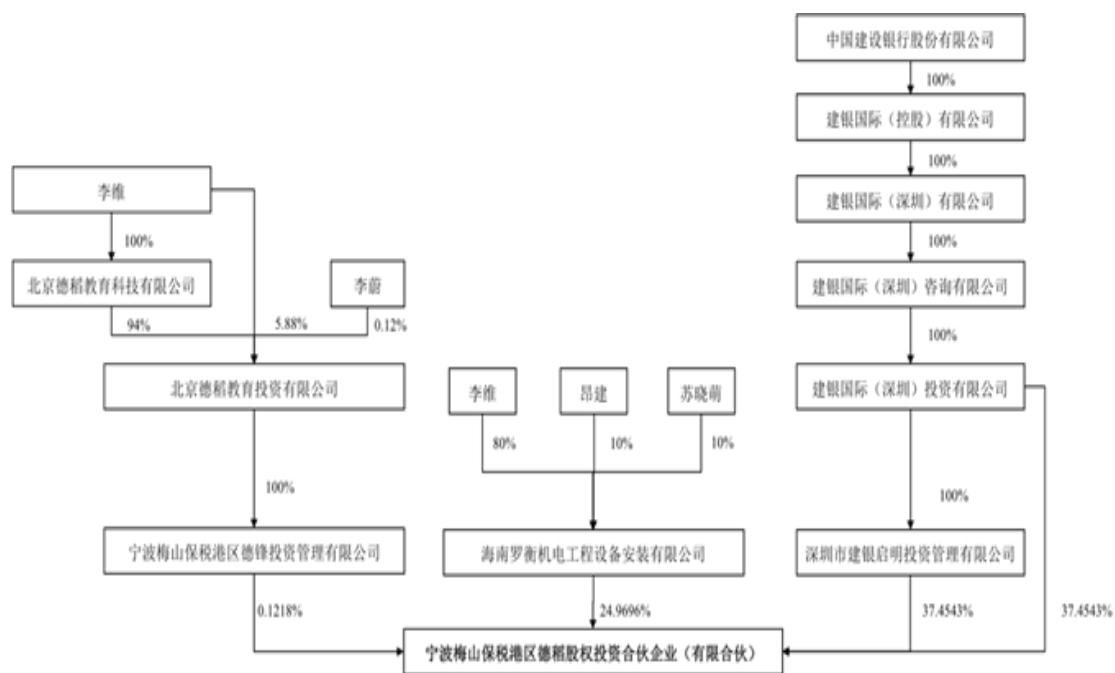 中国建设银行股份有限公司
100%
建银国际（控股）有限公司
100%
李维
建银国际（深圳）有限公司
100%
100%
北京德稻教育科技有限公司
李蔚
建银国际（深圳）咨询有限公司
94%
5.88%
0.12%
100%
北京德稻教育投资有限公司
李维
昂建
苏晓萌
建银国际（深圳）投资有限公司
80%
10%
10%
100%
100%
宁波梅山保税港区德锋投资管理有限公司
海南罗衡机电工程设备安装有限公司
深圳市建银启明投资管理有限公司
0.1218%
24.9696%
37.4543%
37.4543%
宁波梅山保税港区德稻股权投资合伙企业（有限合伙）